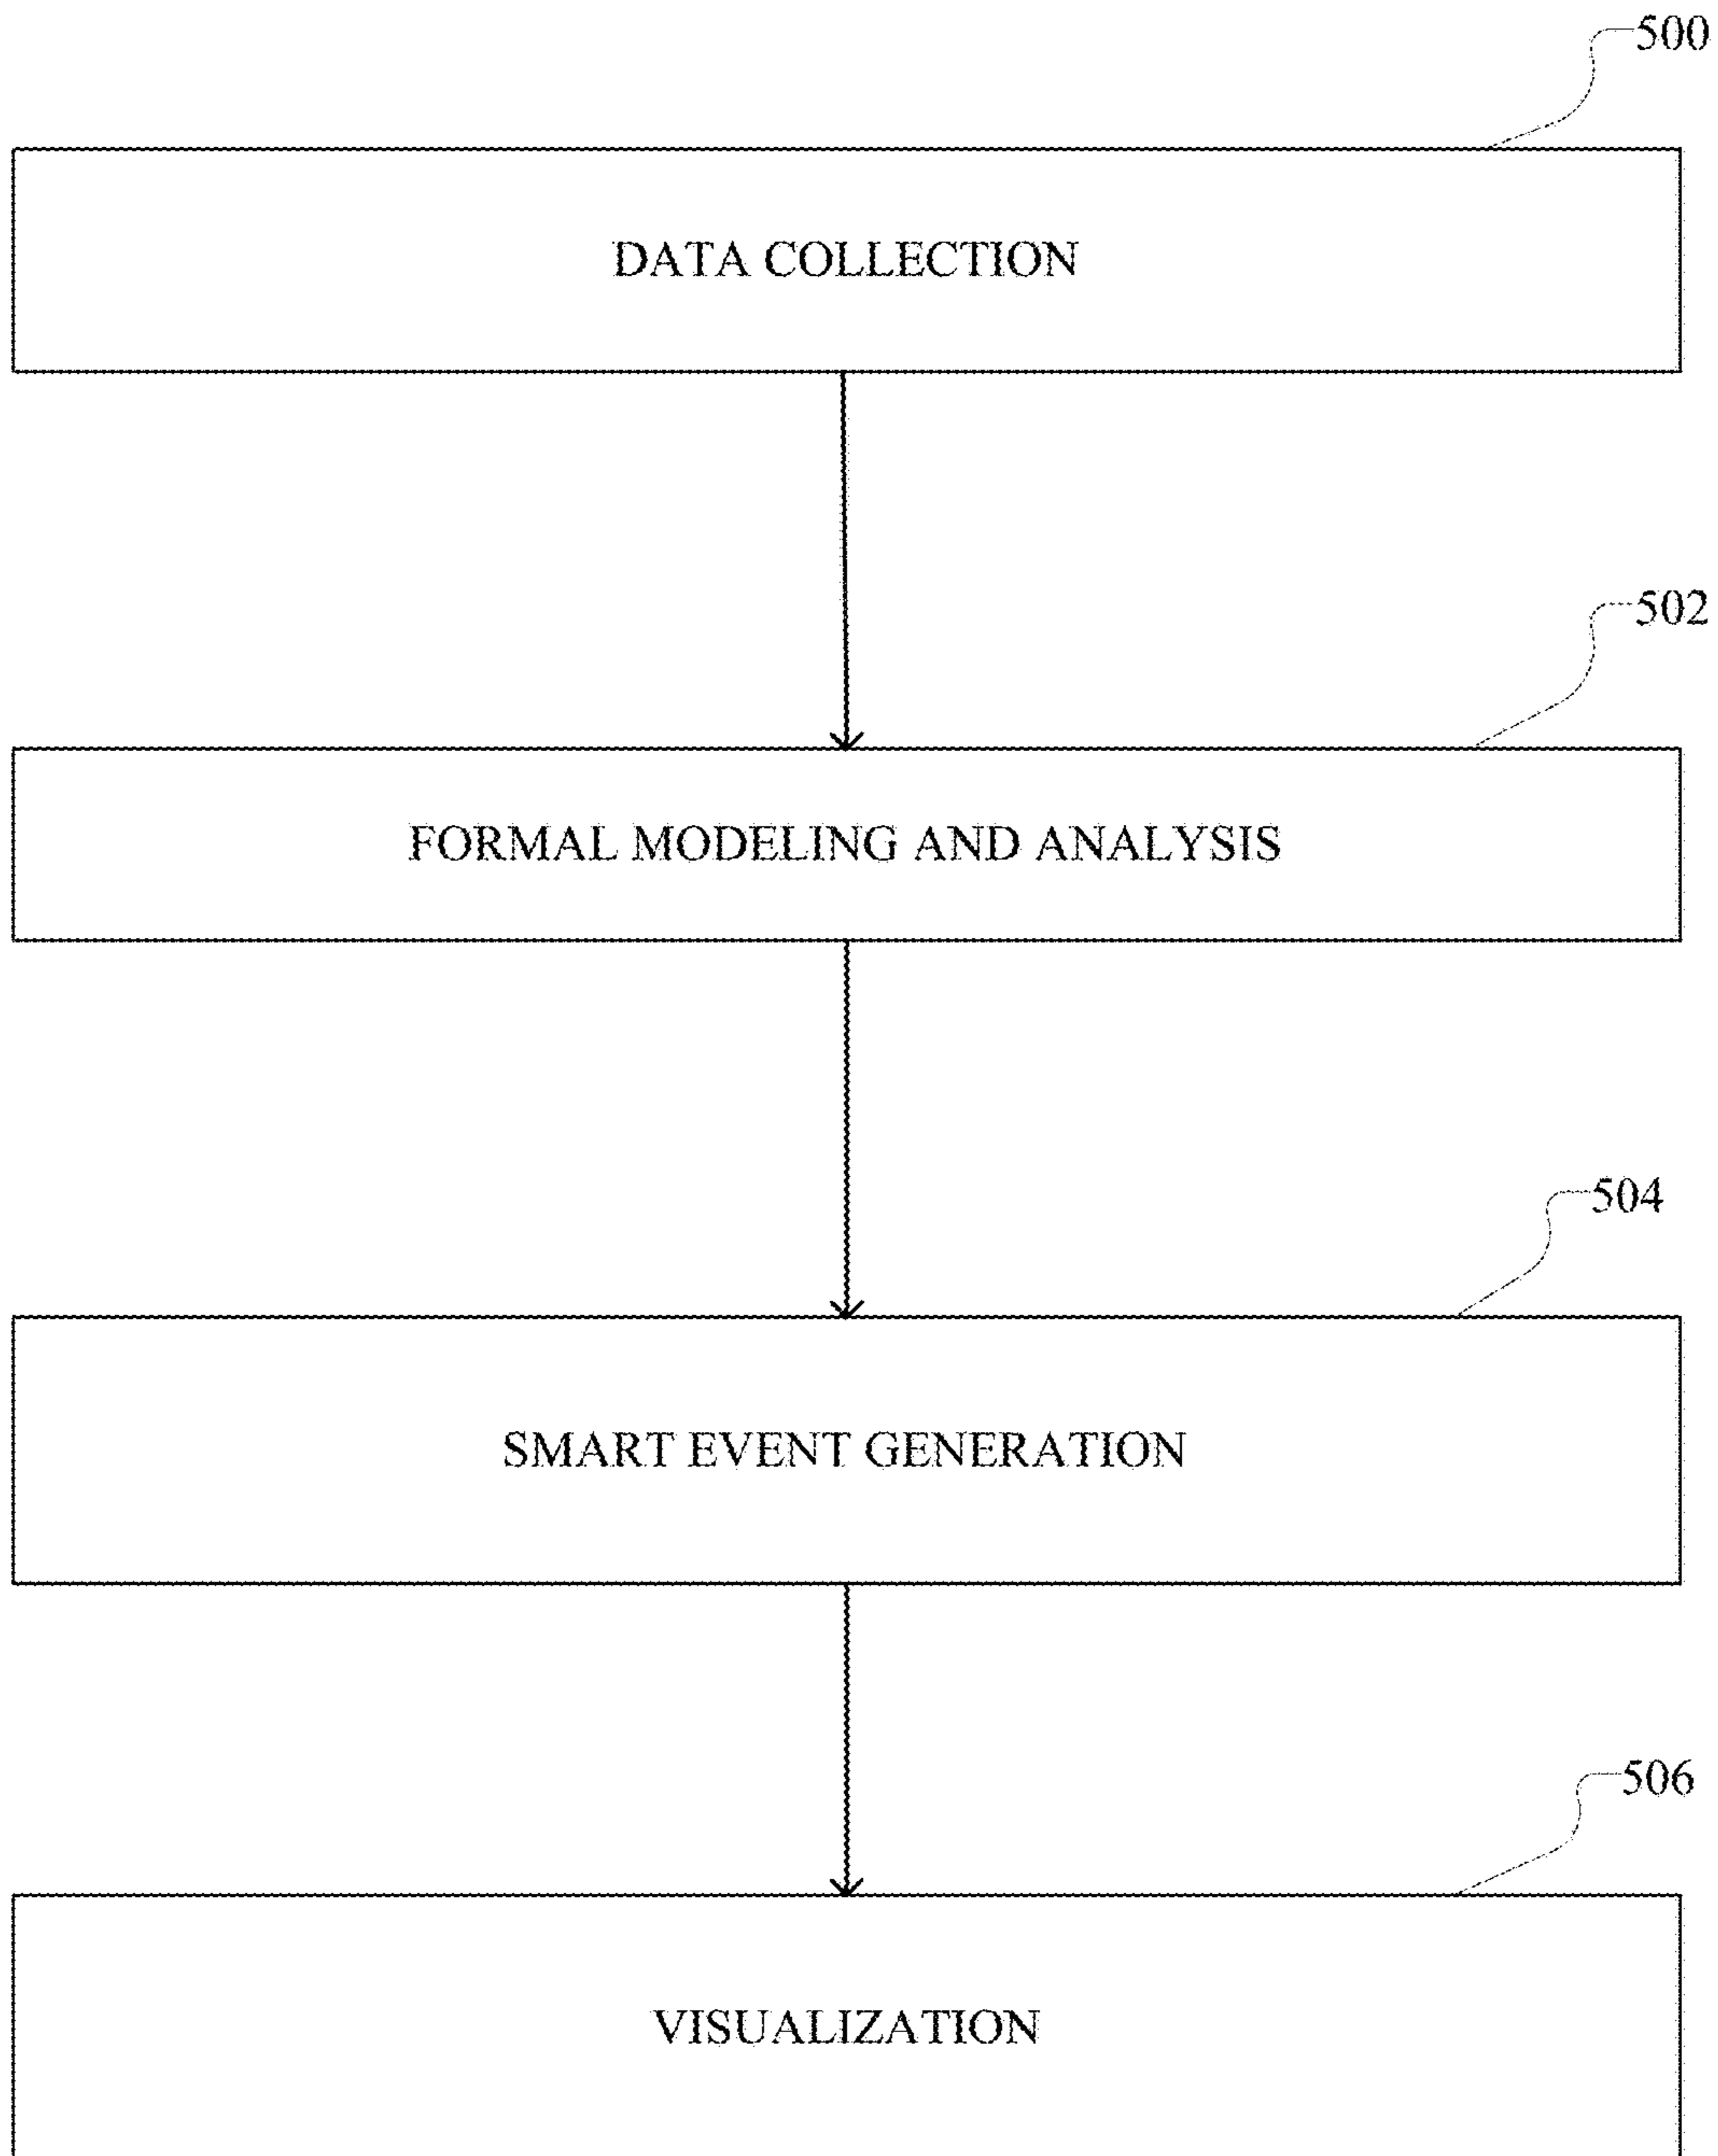 500
DATA COLLECTION
502
FORMAL MODELING AND ANALYSIS
504
SMART EVENT GENERATION
506
VISUALIZATION